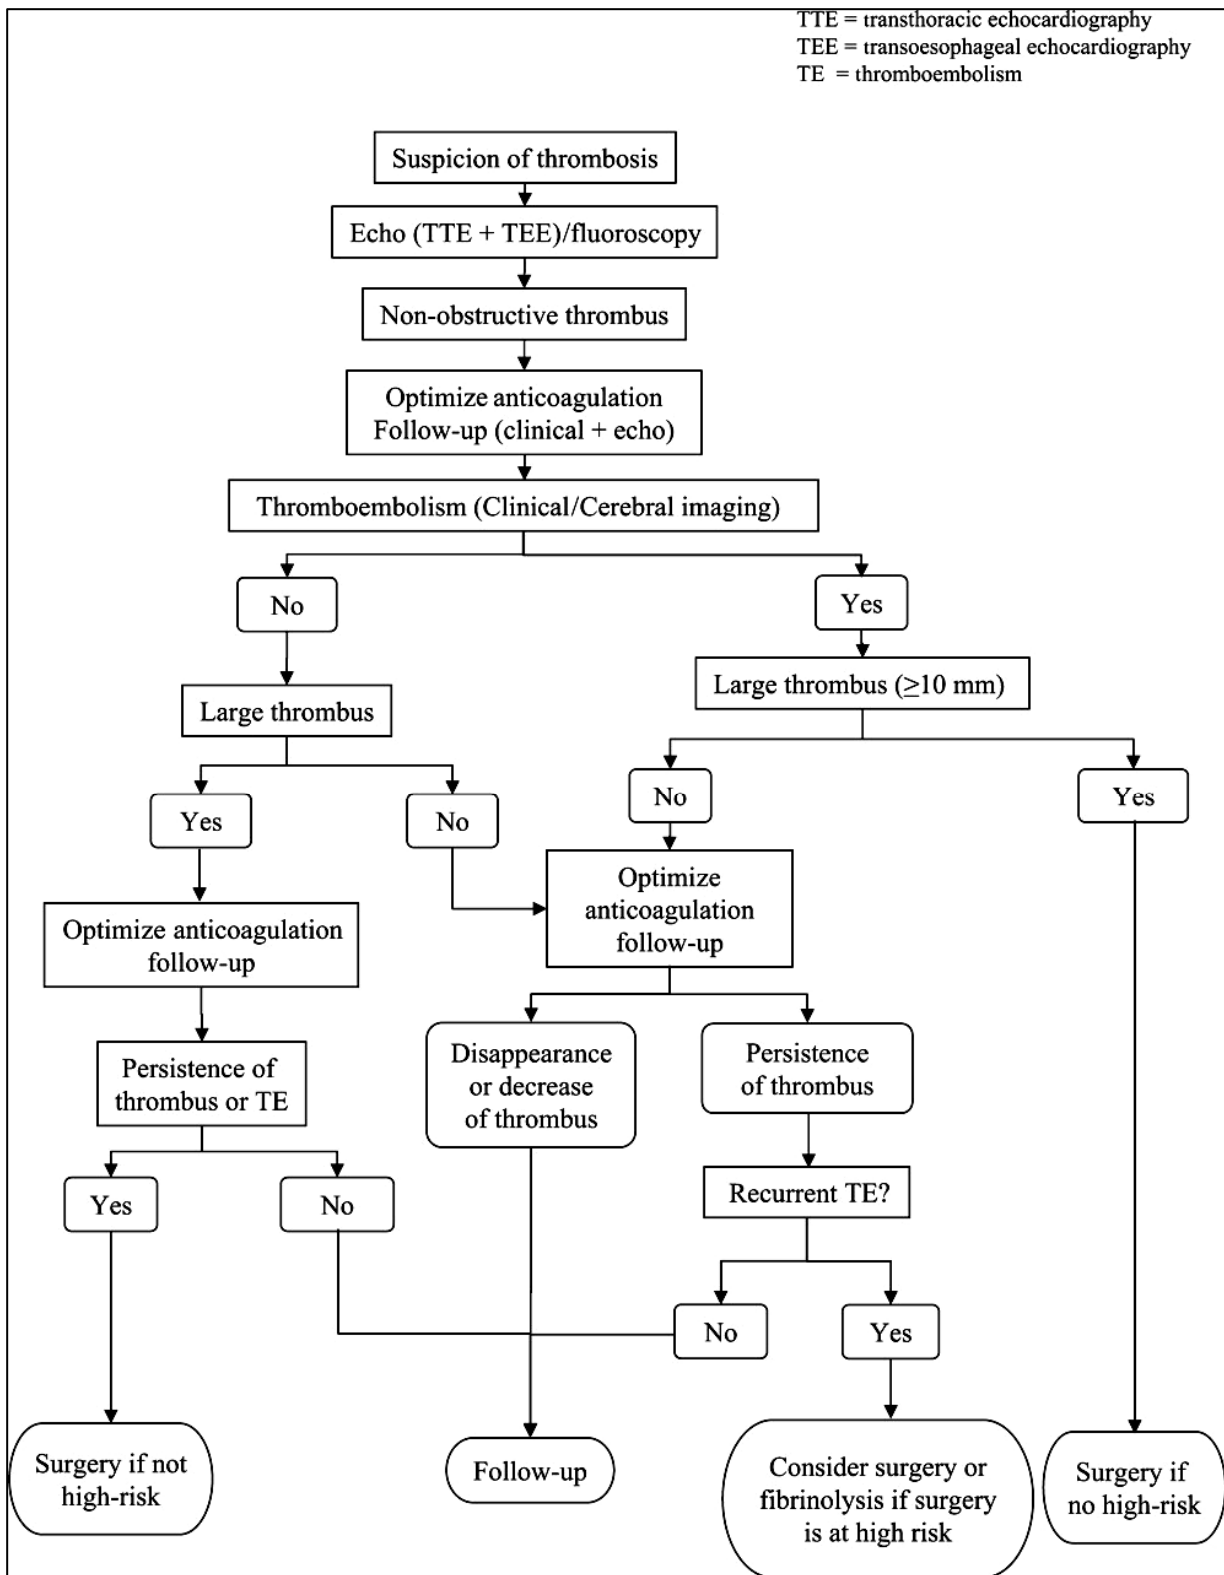 TTE = transthoracic echocardiography
TEE = transoesophageal echocardiography
TE = thromboembolism
Suspicion of thrombosis
Echo (TTE + TEE)/fluoroscopy
Non-obstructive thrombus
Optimize anticoagulation
Follow-up (clinical + echo)
Thromboembolism (Clinical/Cerebral imaging)
No
Yes
Large thrombus
Large thrombus (≥10 mm)
Yes
No
No
Yes
Optimize anticoagulation
follow-up
Optimize
anticoagulation
follow-up
Persistence of
thrombus or TE
Disappearance
or decrease
of thrombus
Persistence
of thrombus
Yes
No
Recurrent TE?
No
Yes
Surgery if not
high-risk
Follow-up
Consider surgery or
fibrinolysis if surgery
is at high risk
Surgery if
no high-risk